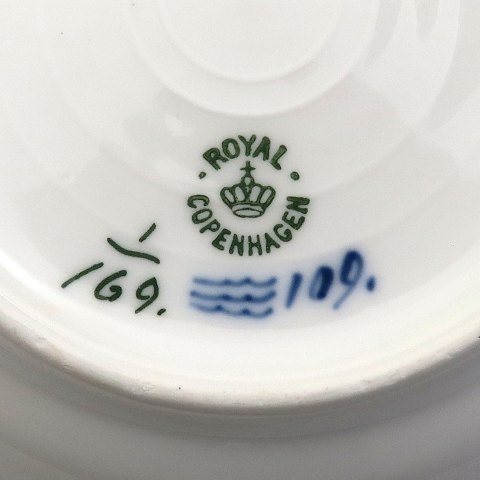 ROYAL
COPENHAGEN
1/
169.
109.